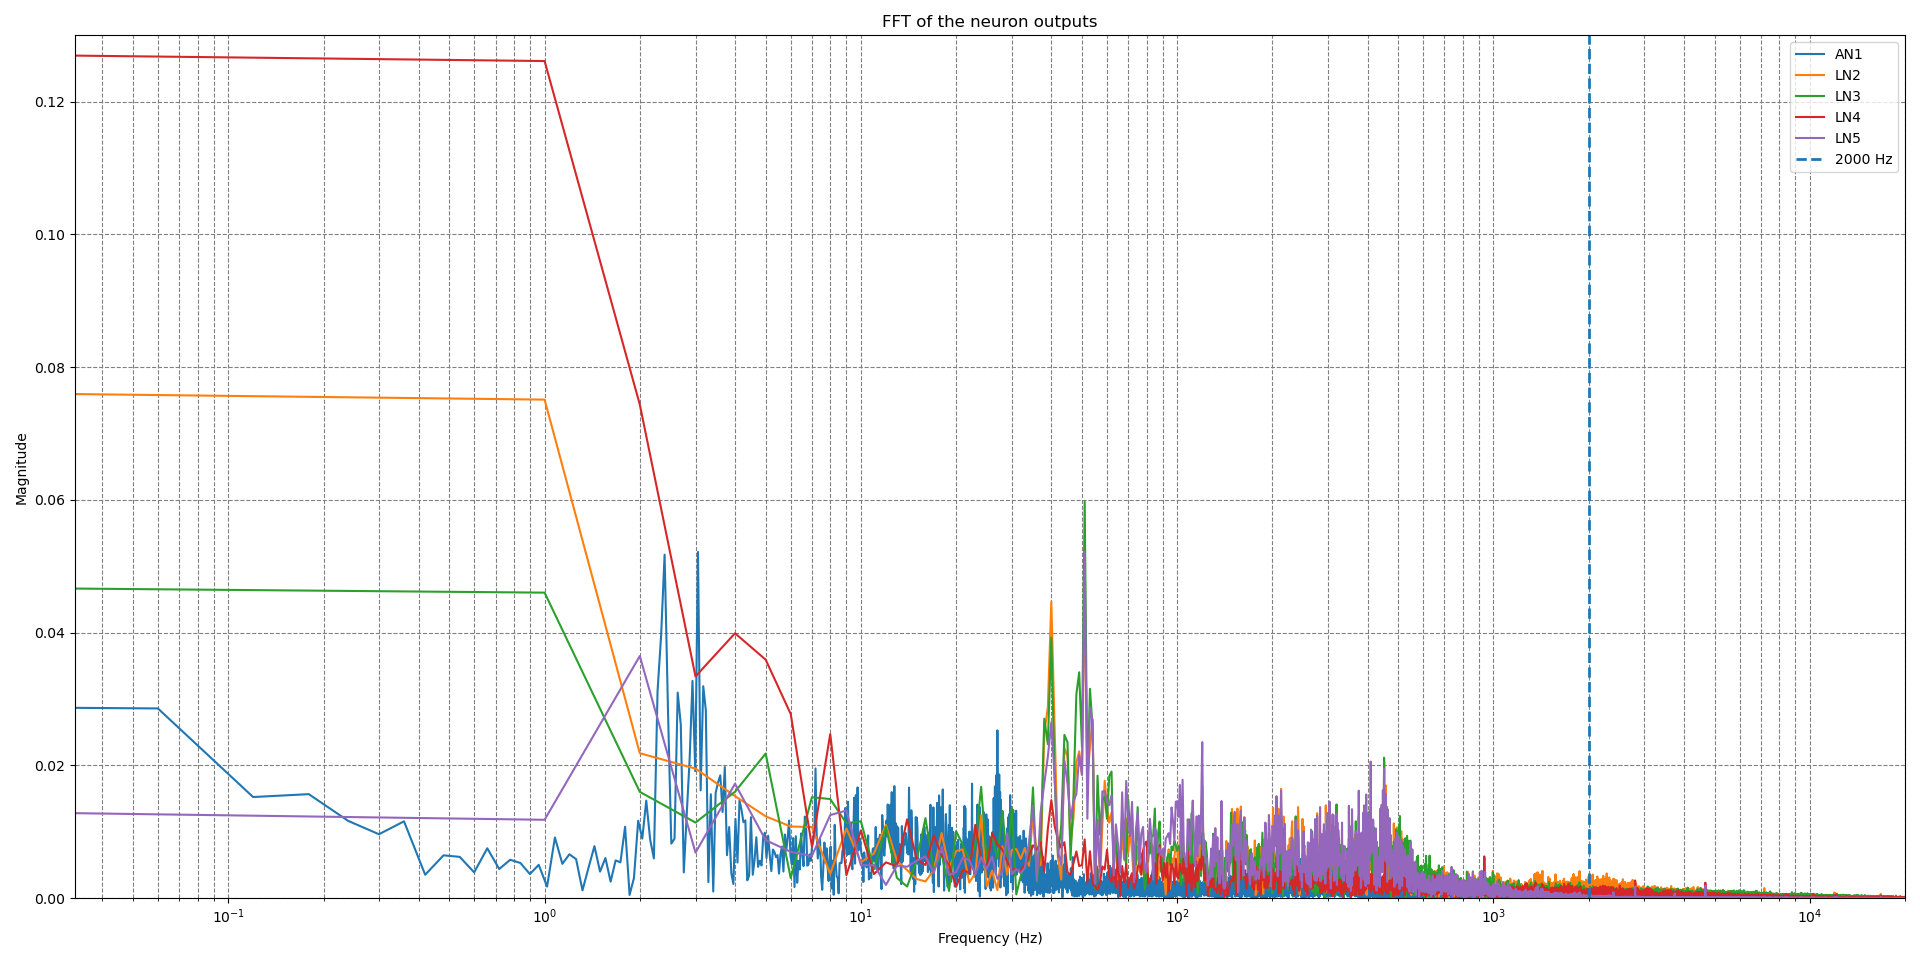 FFT of the neuron outputs
AN1
LN2
LN3
LN4
LN5
2000 Hz
Magnitude
0.12
0.10
0.08
0.06
0.04
0.02
0.00
10⁻¹
10⁰
10¹
10²
10³
10⁴
Frequency (Hz)